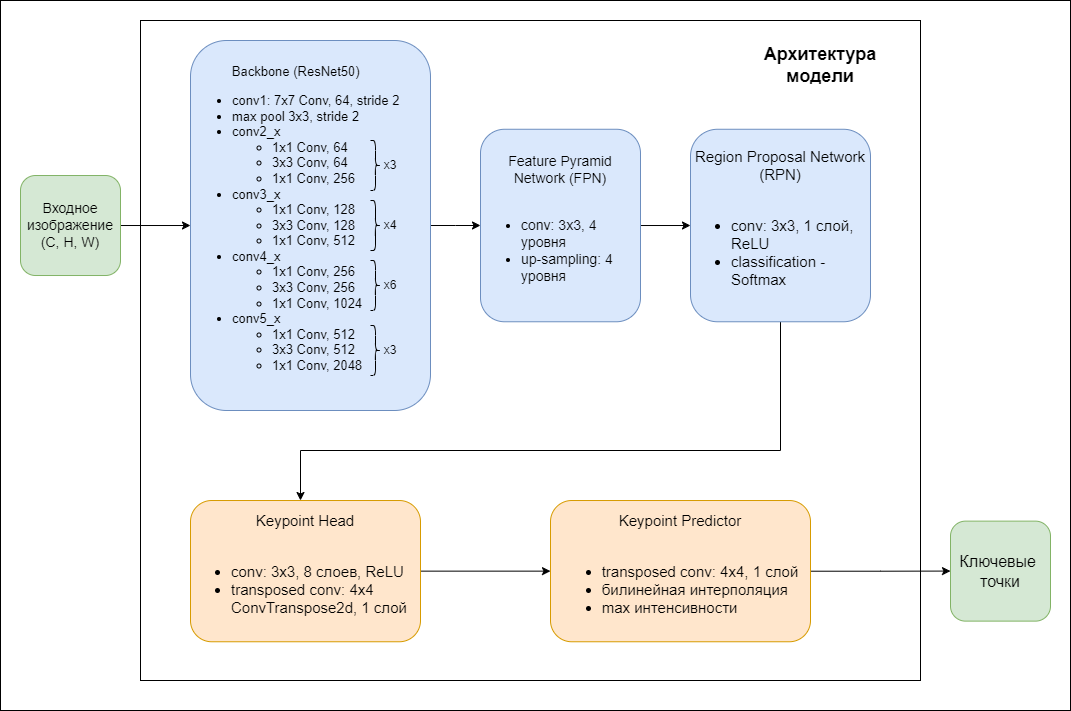 Архитектура
модели
Входное
изображение
(C, H, W)
Backbone (ResNet50)
conv1: 7x7 Conv, 64, stride 2
max pool 3x3, stride 2
conv2_x
1x1 Conv, 64
3x3 Conv, 64
1x1 Conv, 256
x3
conv3_x
1x1 Conv, 128
3x3 Conv, 128
1x1 Conv, 512
x4
conv4_x
1x1 Conv, 256
3x3 Conv, 256
1x1 Conv, 1024
x6
conv5_x
1x1 Conv, 512
3x3 Conv, 512
1x1 Conv, 2048
x3
Feature Pyramid
Network (FPN)
conv: 3x3, 4
уровня
up-sampling: 4
уровня
Region Proposal Network
(RPN)
conv: 3x3, 1 слой,
ReLU
classification -
Softmax
Keypoint Head
conv: 3x3, 8 слоев, ReLU
transposed conv: 4x4
ConvTranspose2d, 1 слой
Keypoint Predictor
transposed conv: 4x4, 1 слой
билинейная интерполяция
max интенсивности
Ключевые
точки